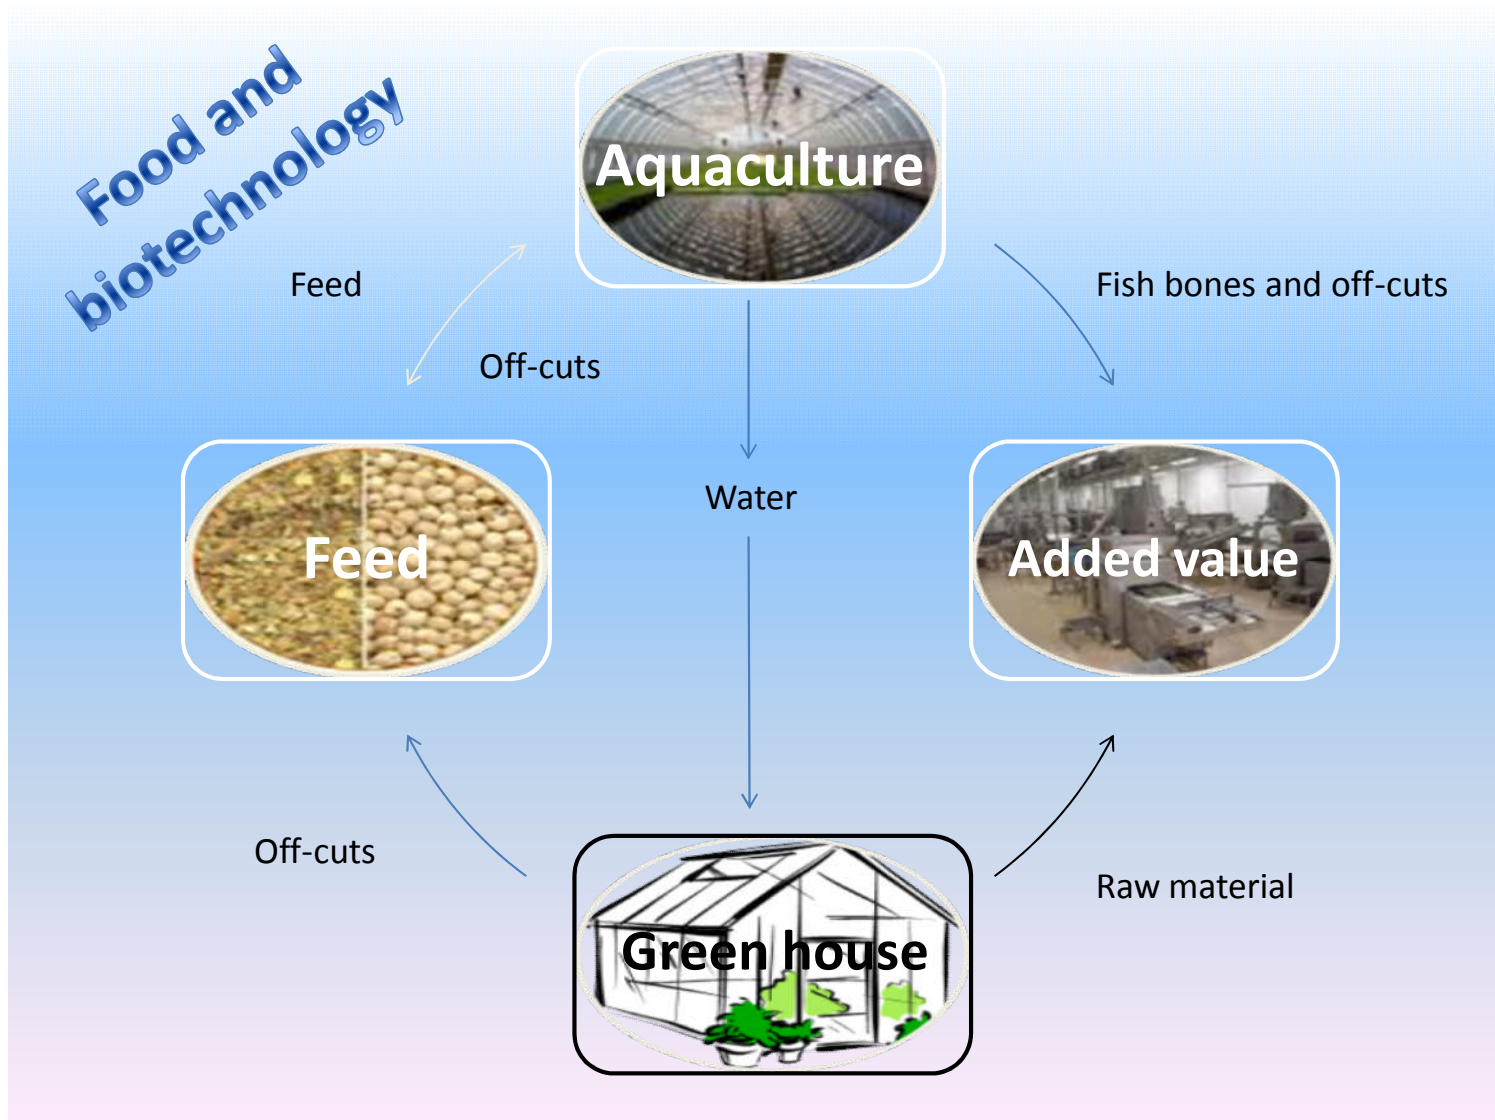 Food and
biotechnology
Aquaculture
Feed
Fish bones and off-cuts
Off-cuts
Water
Feed
Added value
Off-cuts
Raw material
Green house